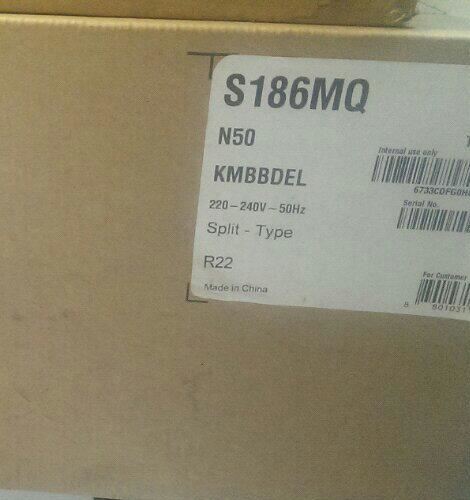 S186MQ
N50
KMBBDEL
220-240V~50Hz
Split - Type
R22
Made in China
Internal use only
Serial No.
For Customer